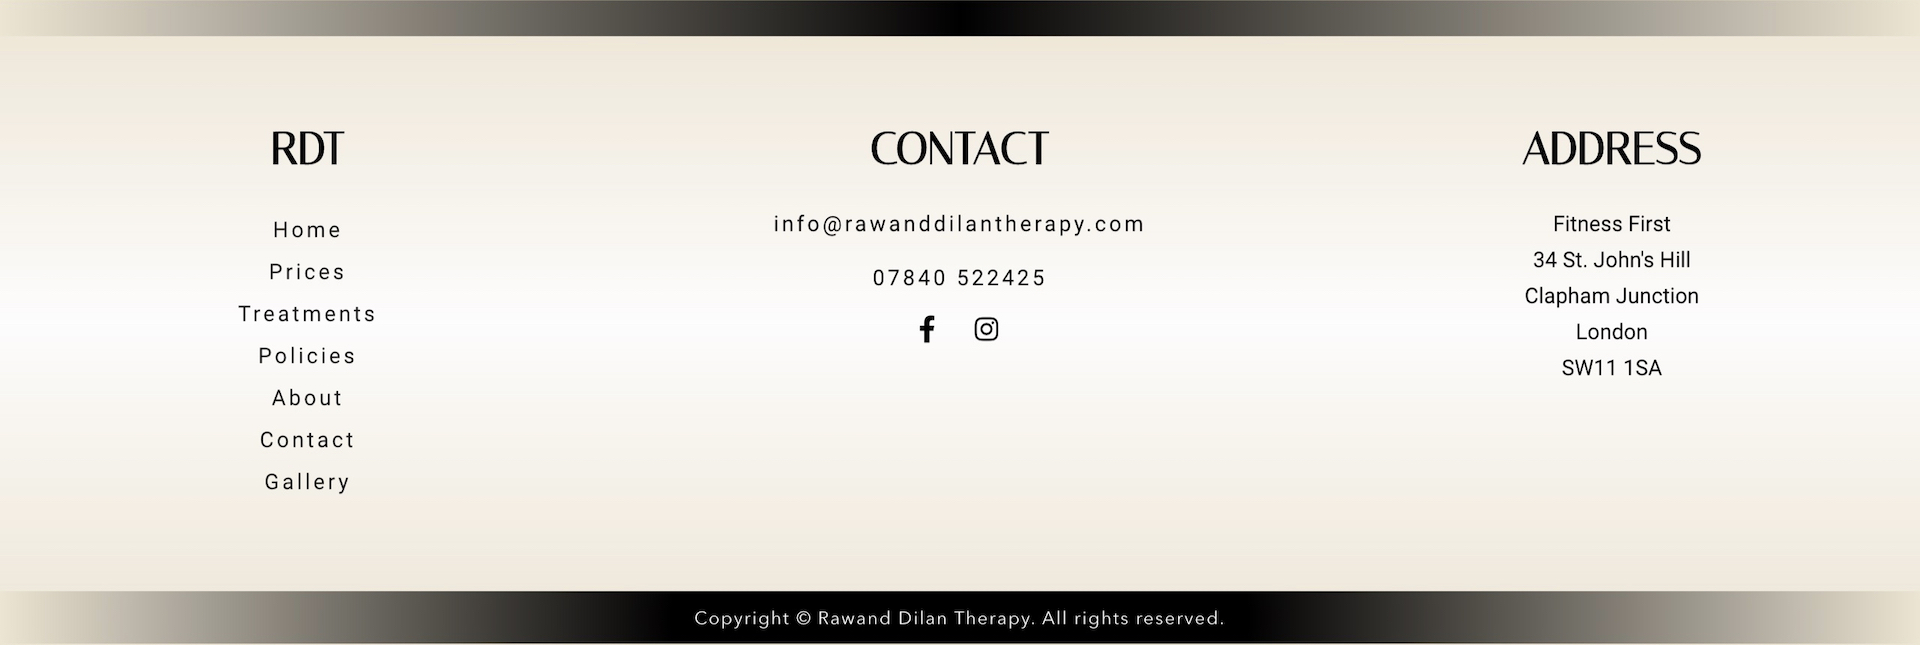 RDT
Home
Prices
Treatments
Policies
About
Contact
Gallery
CONTACT
info@rawanddilantherapy.com
07840 522425
ADDRESS
Fitness First
34 St. John's Hill
Clapham Junction
London
SW11 1SA
Copyright © Rawand Dilan Therapy. All rights reserved.